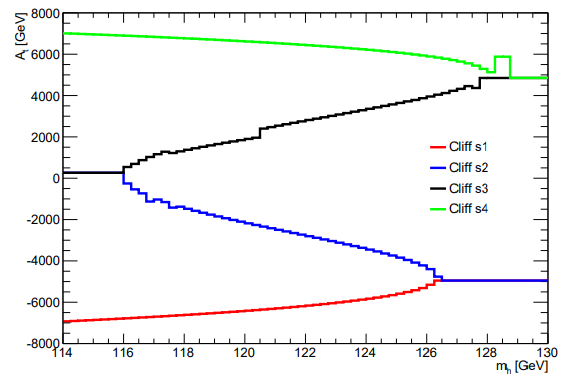 A_t [GeV]
8000
6000
4000
2000
0
-2000
-4000
-6000
-8000
Cliff s1
Cliff s2
Cliff s3
Cliff s4
114 116 118 120 122 124 126 128 130
m_h [GeV]